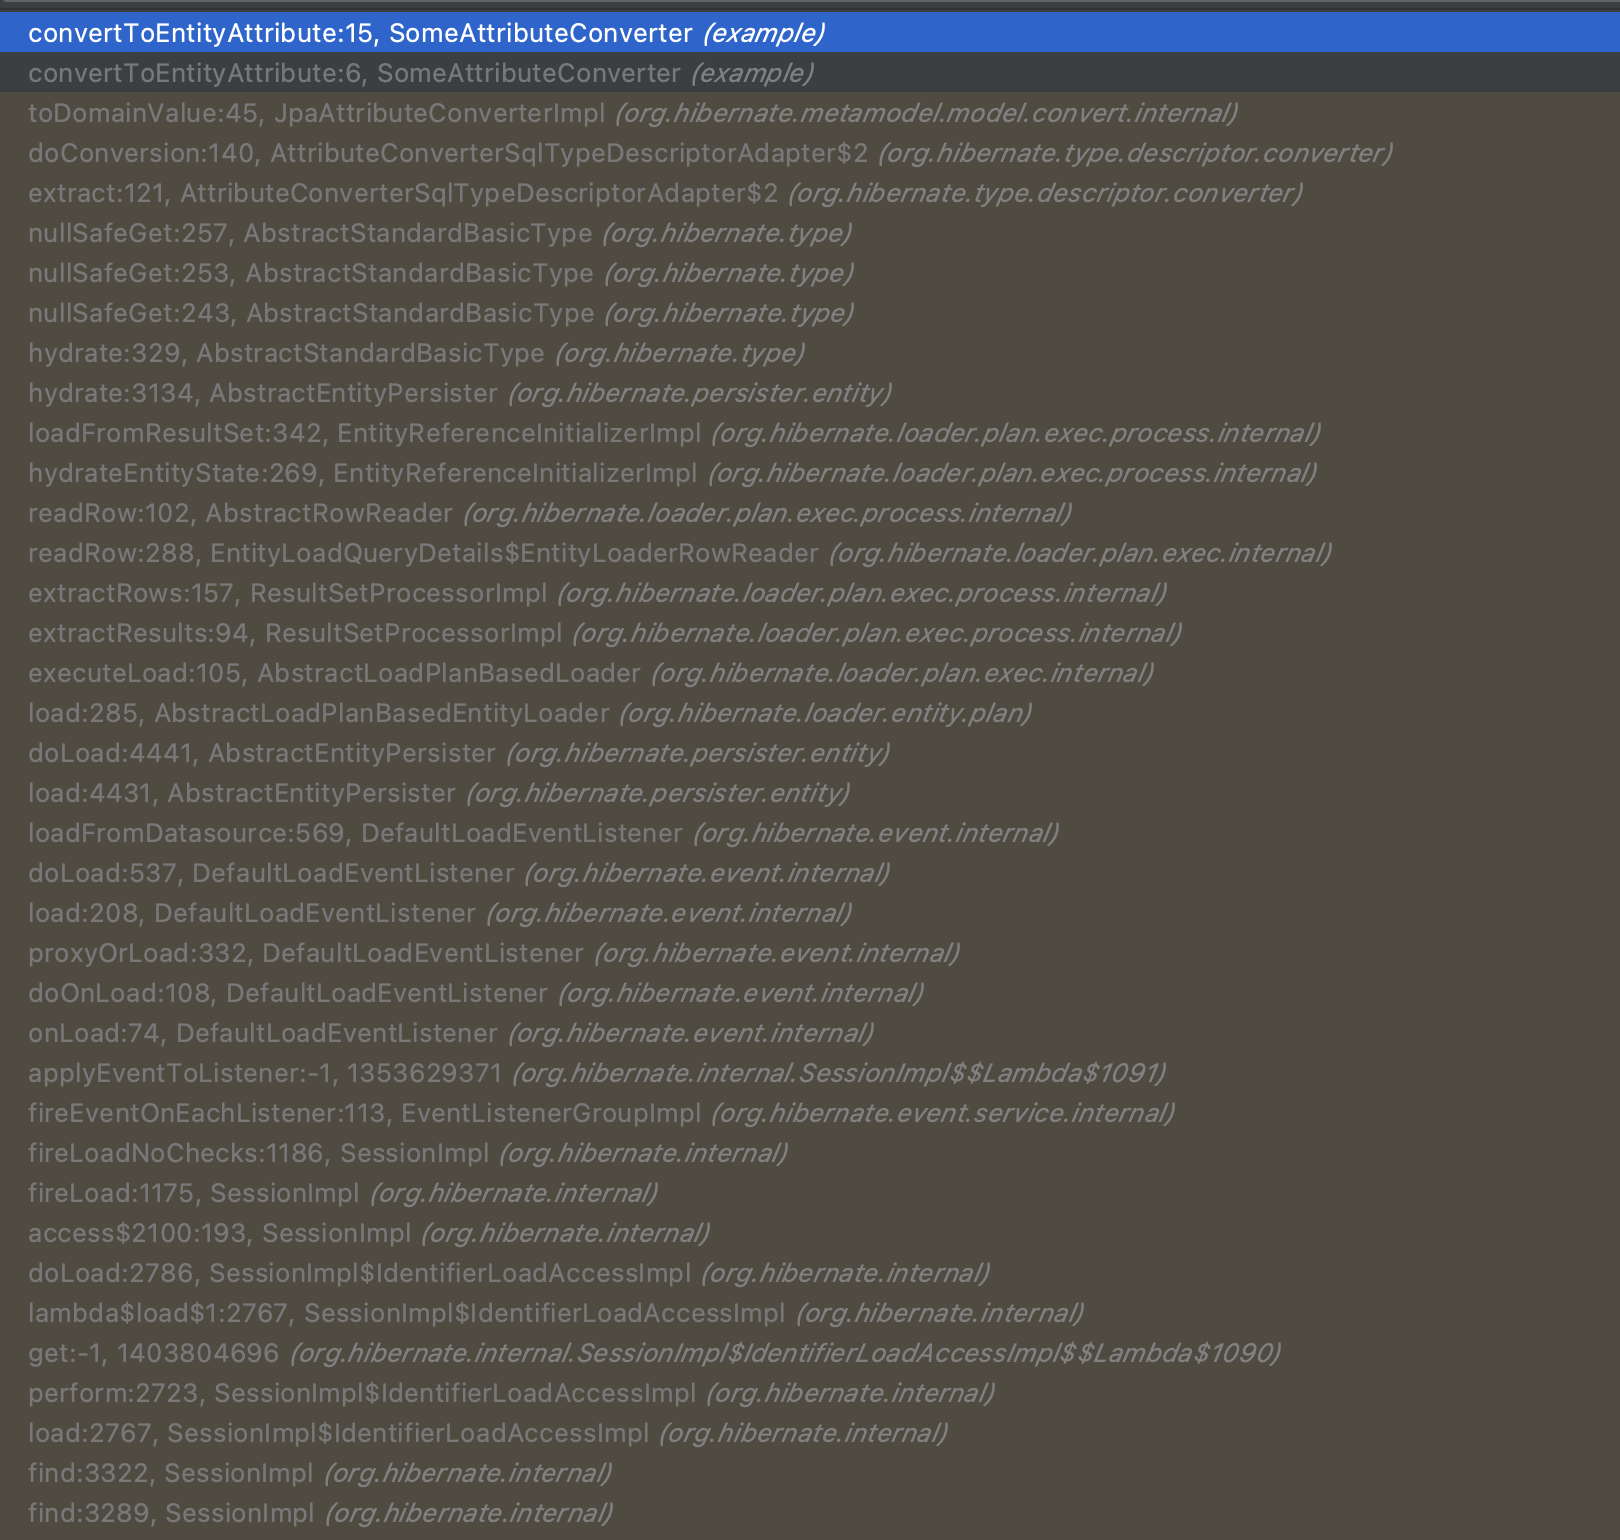 convertToEntityAttribute:15, SomeAttributeConverter (example)
convertToEntityAttribute:6, SomeAttributeConverter (example)
toDomainValue:45, JpaAttributeConverterImpl (org.hibernate.metamodel.model.convert.internal)
doConversion:140, AttributeConverterSqlTypeDescriptorAdapter$2 (org.hibernate.type.descriptor.converter)
extract:121, AttributeConverterSqlTypeDescriptorAdapter$2 (org.hibernate.type.descriptor.converter)
nullSafeGet:257, AbstractStandardBasicType (org.hibernate.type)
nullSafeGet:253, AbstractStandardBasicType (org.hibernate.type)
nullSafeGet:243, AbstractStandardBasicType (org.hibernate.type)
hydrate:329, AbstractStandardBasicType (org.hibernate.type)
hydrate:3134, AbstractEntityPersister (org.hibernate.persister.entity)
loadFromResultSet:342, EntityReferenceInitializerImpl (org.hibernate.loader.plan.exec.process.internal)
hydrateEntityState:269, EntityReferenceInitializerImpl (org.hibernate.loader.plan.exec.process.internal)
readRow:102, AbstractRowReader (org.hibernate.loader.plan.exec.process.internal)
readRow:288, EntityLoadQueryDetails$EntityLoaderRowReader (org.hibernate.loader.plan.exec.internal)
extractRows:157, ResultSetProcessorImpl (org.hibernate.loader.plan.exec.process.internal)
extractResults:94, ResultSetProcessorImpl (org.hibernate.loader.plan.exec.process.internal)
executeLoad:105, AbstractLoadPlanBasedLoader (org.hibernate.loader.plan.exec.internal)
load:285, AbstractLoadPlanBasedEntityLoader (org.hibernate.loader.entity.plan)
doLoad:4441, AbstractEntityPersister (org.hibernate.persister.entity)
load:4431, AbstractEntityPersister (org.hibernate.persister.entity)
loadFromDatasource:569, DefaultLoadEventListener (org.hibernate.event.internal)
doLoad:537, DefaultLoadEventListener (org.hibernate.event.internal)
load:208, DefaultLoadEventListener (org.hibernate.event.internal)
proxyOrLoad:332, DefaultLoadEventListener (org.hibernate.event.internal)
doOnLoad:108, DefaultLoadEventListener (org.hibernate.event.internal)
onLoad:74, DefaultLoadEventListener (org.hibernate.event.internal)
applyEventToListener:-1, 1353629371 (org.hibernate.internal.SessionImpl$$Lambda$1091)
fireEventOnEachListener:113, EventListenerGroupImpl (org.hibernate.event.service.internal)
fireLoadNoChecks:1186, SessionImpl (org.hibernate.internal)
fireLoad:1175, SessionImpl (org.hibernate.internal)
access$2100:193, SessionImpl (org.hibernate.internal)
doLoad:2786, SessionImpl$IdentifierLoadAccessImpl (org.hibernate.internal)
lambda$load$1:2767, SessionImpl$IdentifierLoadAccessImpl (org.hibernate.internal)
get:-1, 1403804696 (org.hibernate.internal.SessionImpl$IdentifierLoadAccessImpl$$Lambda$1090)
perform:2723, SessionImpl$IdentifierLoadAccessImpl (org.hibernate.internal)
load:2767, SessionImpl$IdentifierLoadAccessImpl (org.hibernate.internal)
find:3322, SessionImpl (org.hibernate.internal)
find:3289, SessionImpl (org.hibernate.internal)